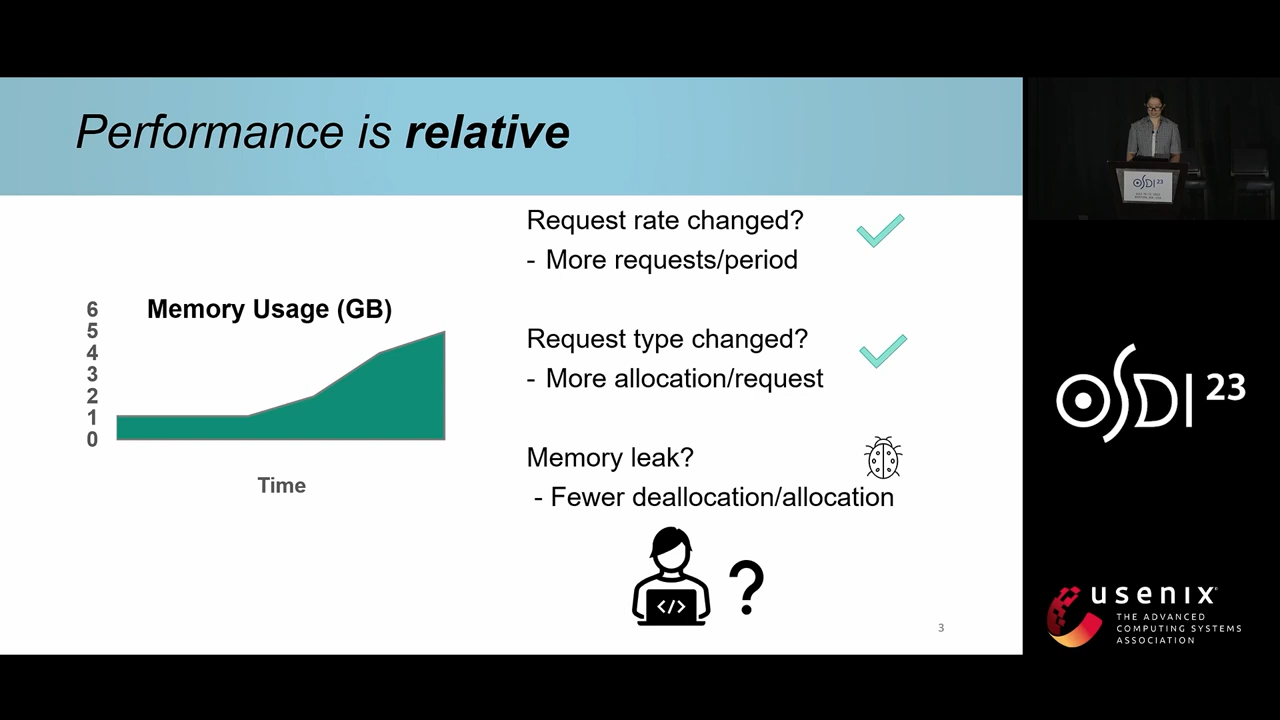 Performance is relative
Request rate changed?
- More requests/period
Memory Usage (GB)
6
5
4
3
2
1
0
Time
Request type changed?
- More allocation/request
Memory leak?
- Fewer deallocation/allocation
</>
?
3
OSDI 23
OSDI 23
usenix
THE ADVANCED
COMPUTING SYSTEMS
ASSOCIATION